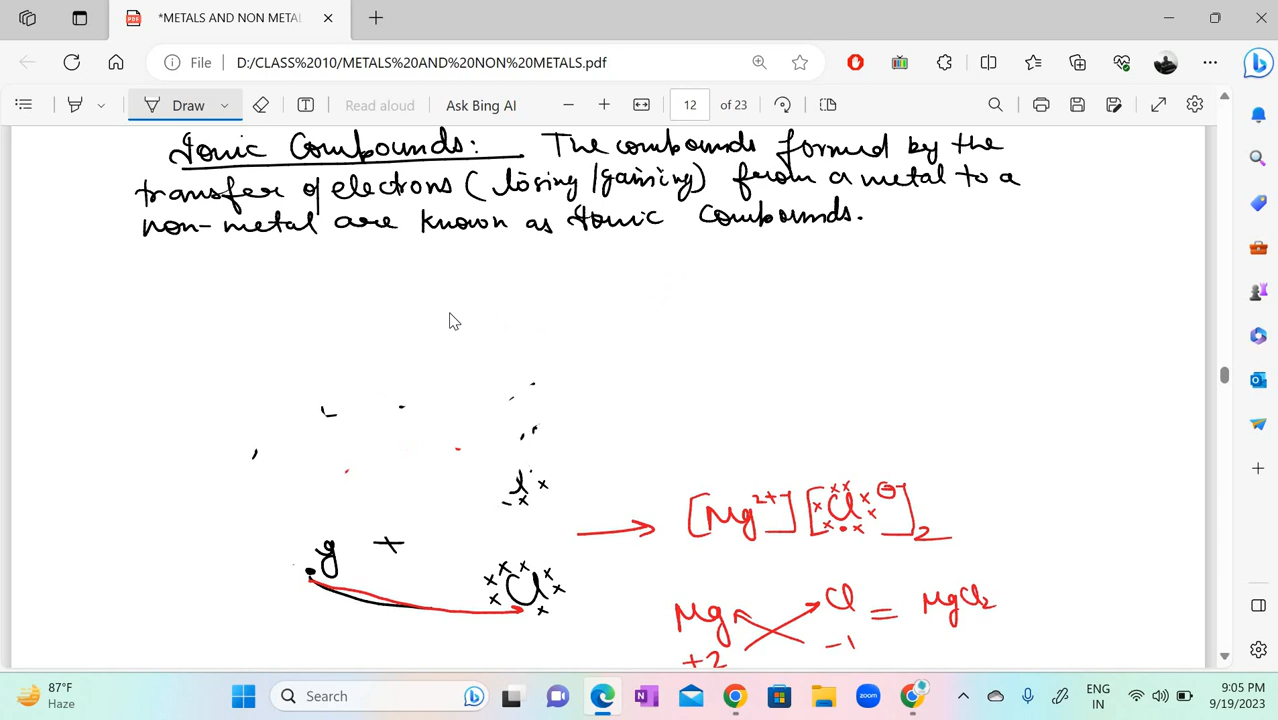 *METALS AND NON METAL
File D:/CLASS%2010/METALS%20AND%20NON%20METALS.pdf
Draw Read aloud Ask Bing AI 12 of 23
Ionic Compounds: The compounds formed by the
transfer of electrons (losing/gaining) from a metal to a
non-metal are known as Ionic Compounds.
[Mg²⁺] [Cl⊖]₂
g + Cl
Mg Cl = MgCl₂
+2 -1
87°F
Haze
Search
ENG
IN
9:05 PM
9/19/2023